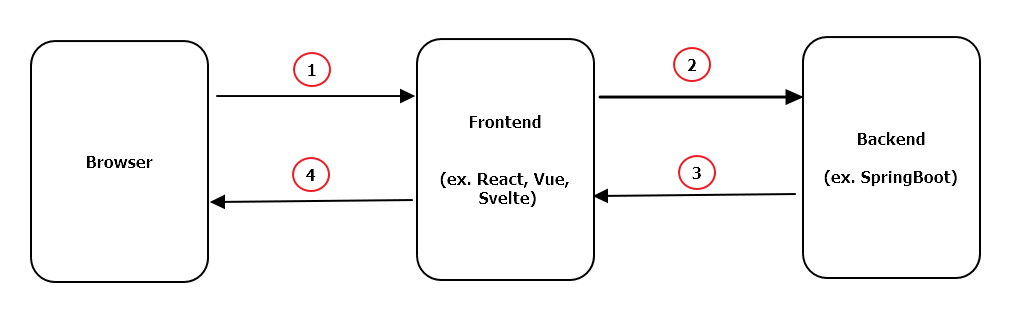 1
2
Frontend
Backend
Browser
4
3
(ex. React, Vue,
Svelte)
(ex. SpringBoot)